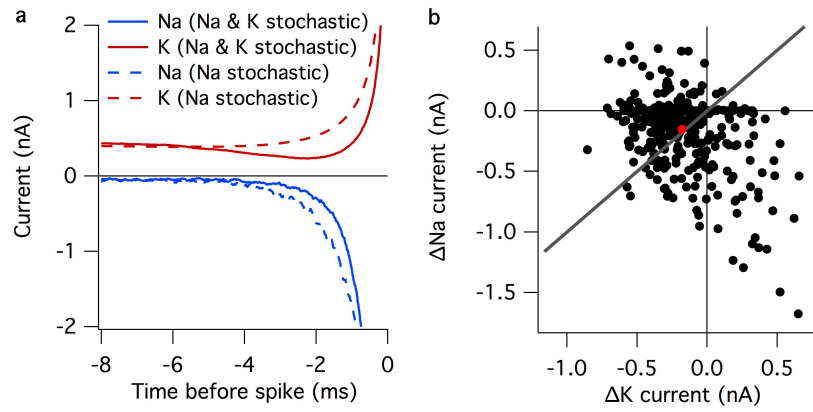 a
Na (Na & K stochastic)
K (Na & K stochastic)
Na (Na stochastic)
K (Na stochastic)
Current (nA)
2
1
0
-1
-2
-8
-6
-4
-2
0
Time before spike (ms)
b
ΔNa current (nA)
0.5
0.0
-0.5
-1.0
-1.5
-1.0
-0.5
0.0
0.5
ΔK current (nA)